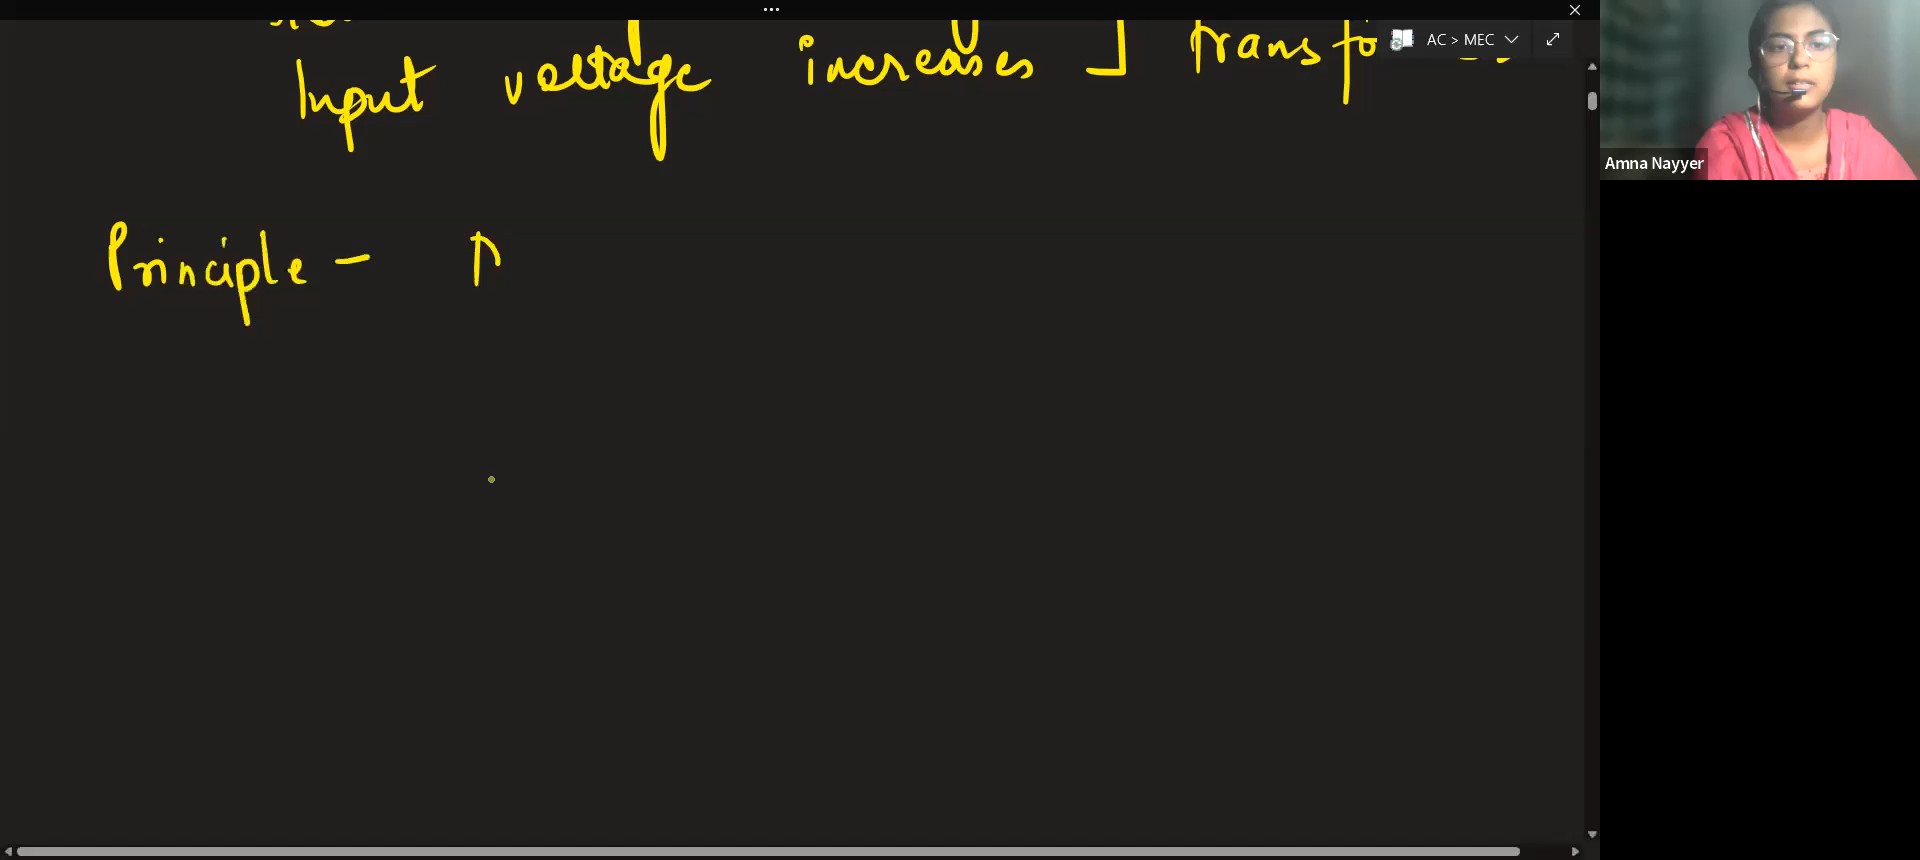 Input voltage increases ] transfo
AC > MEC
Principle - M
Amna Nayyer